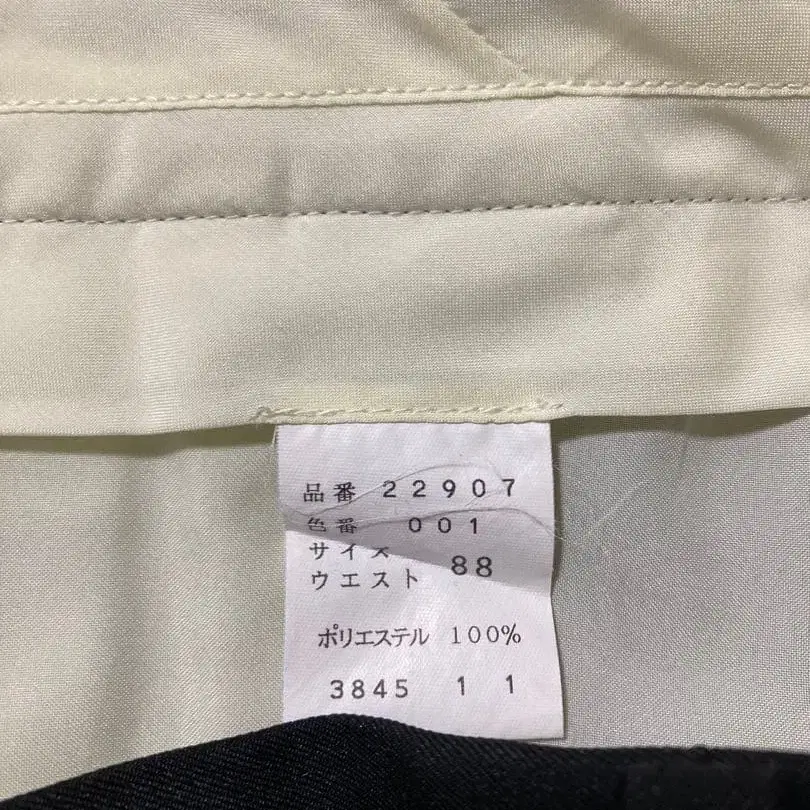 品番 22907
色番 001
サイズ
ウエスト 88
ポリエステル 100%
3845 1 1